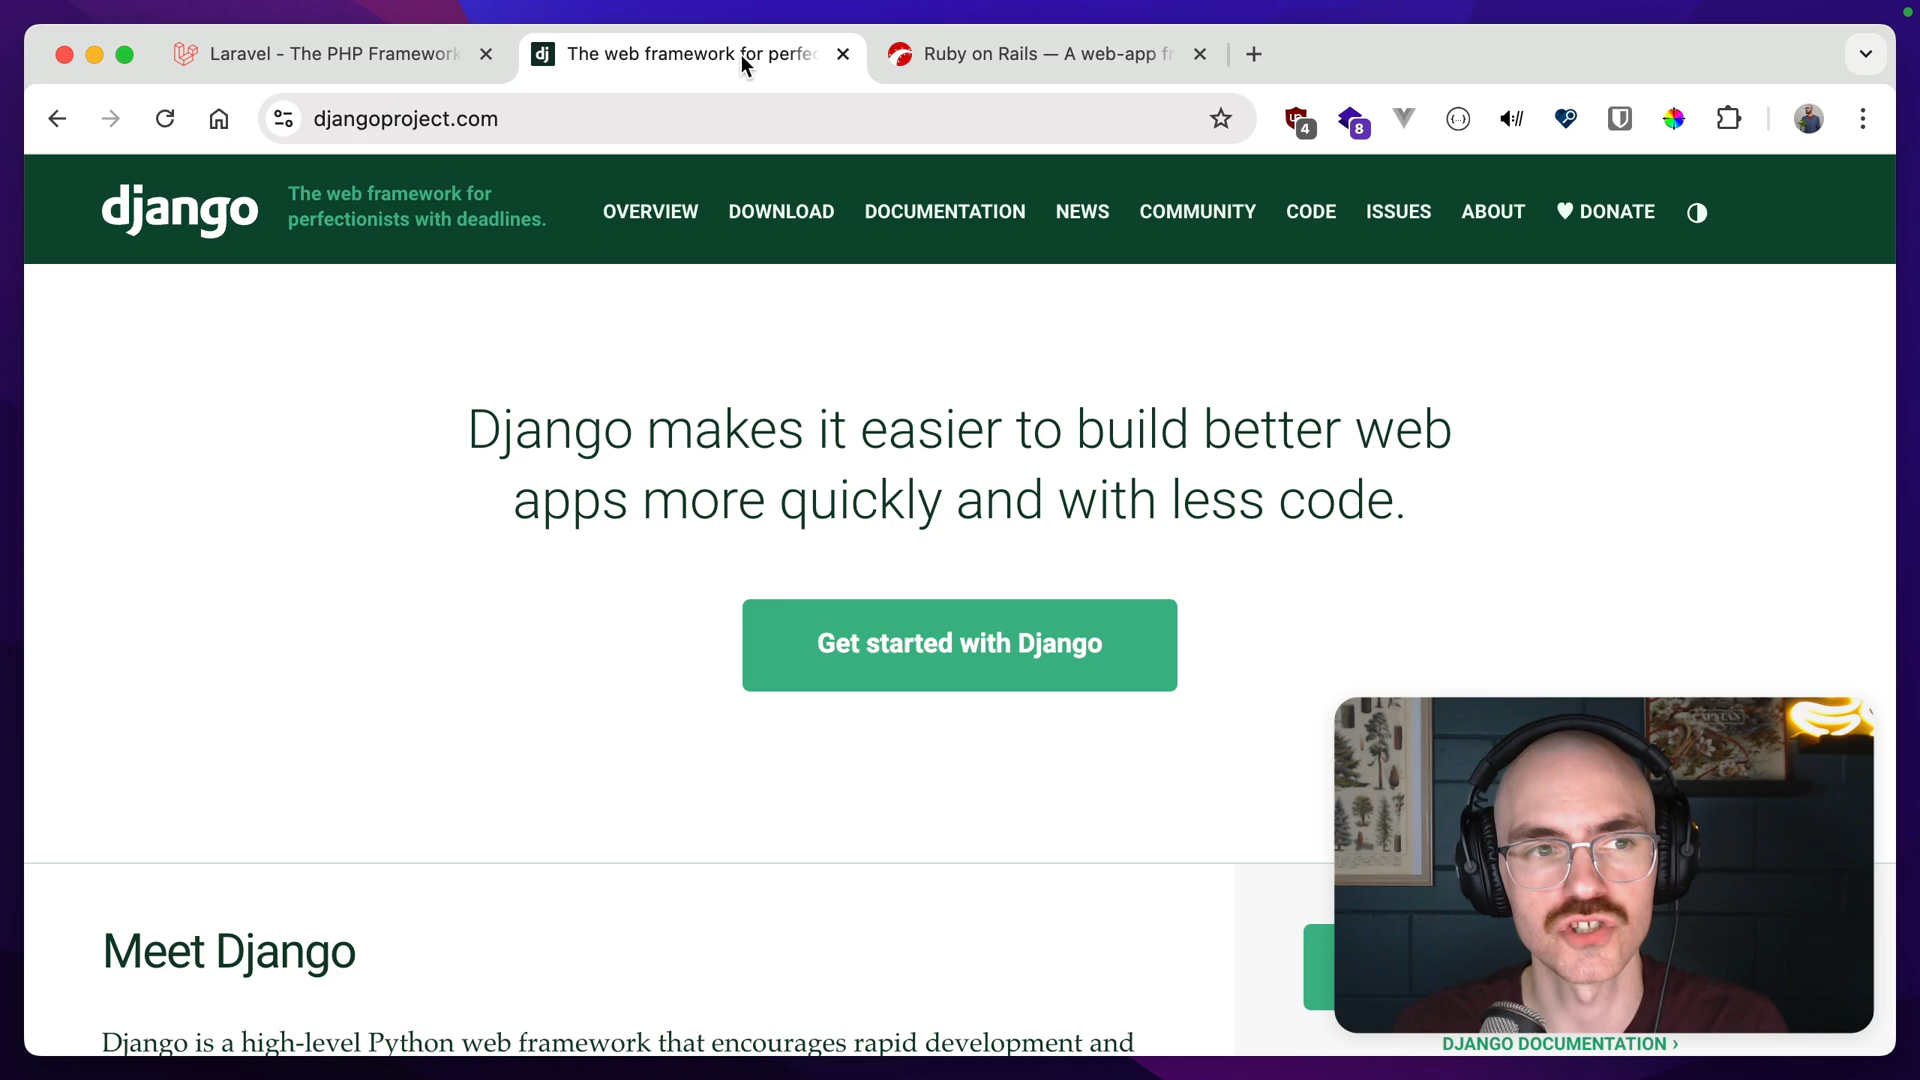 Laravel - The PHP Framework
The web framework for perfe
Ruby on Rails — A web-app fr
djangoproject.com
4
8
django
The web framework for
perfectionists with deadlines.
OVERVIEW
DOWNLOAD
DOCUMENTATION
NEWS
COMMUNITY
CODE
ISSUES
ABOUT
DONATE
Django makes it easier to build better web
apps more quickly and with less code.
Get started with Django
Meet Django
Django is a high-level Python web framework that encourages rapid development and
DJANGO DOCUMENTATION ›